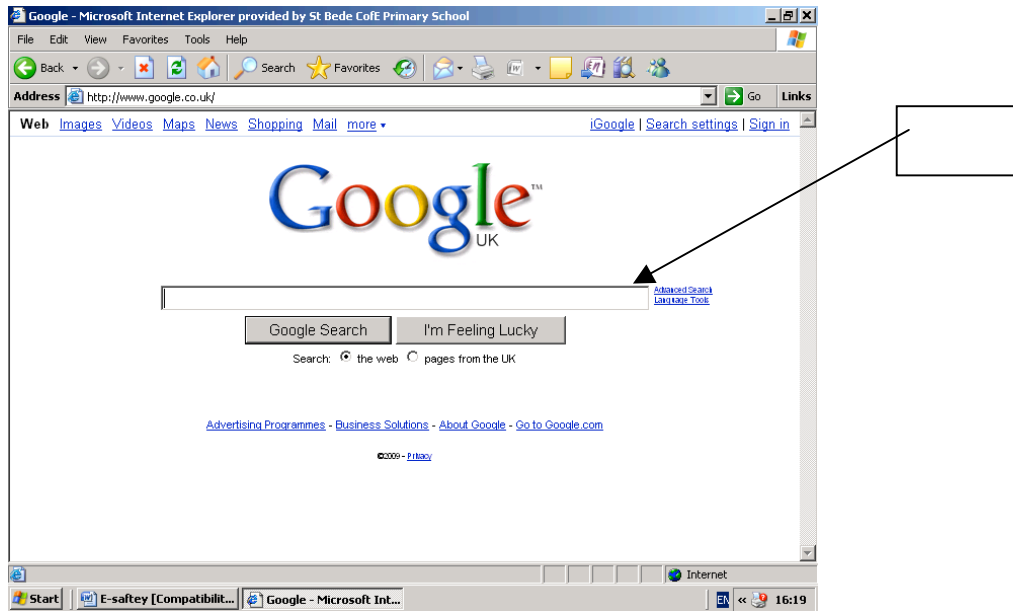 Google - Microsoft Internet Explorer provided by St Bede CofE Primary School
File Edit View Favorites Tools Help
Back Search Favorites
Address http://www.google.co.uk/ Go Links
Web Images Videos Maps News Shopping Mail more iGoogle | Search settings | Sign in
Google™
UK
Advanced Search
Language Tools
Google Search I'm Feeling Lucky
Search: the web pages from the UK
Advertising Programmes - Business Solutions - About Google - Go to Google.com
©2009 - Privacy
Internet
Start E-saftey [Compatibilit... Google - Microsoft Int... EN « 16:19